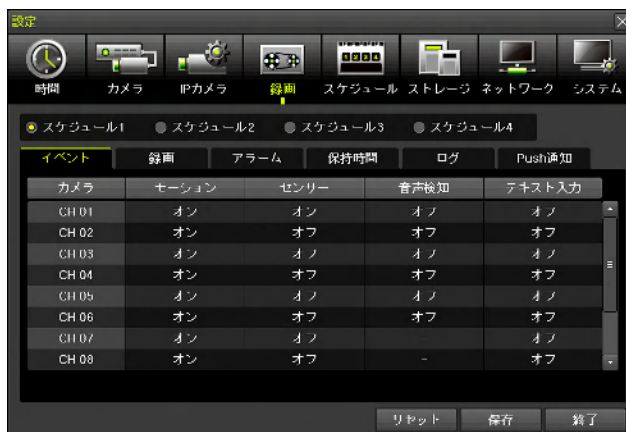 設定
時間 カメラ IPカメラ 録画 スケジュール ストレージ ネットワーク システム
スケジュール1 スケジュール2 スケジュール3 スケジュール4
イベント 録画 アラーム 保持時間 ログ Push通知
カメラ モーション センリー 音声検知 テキスト入力
CH 01 オン オン オフ オフ
CH 02 オン オフ オフ オフ
CH 03 オン オフ オフ オフ
CH 04 オン オフ オフ オフ
CH 05 オン オフ オフ オフ
CH 06 オン オフ オフ オフ
CH 07 オン オフ - オフ
CH 08 オン オフ - オフ
リセット 保存 終了